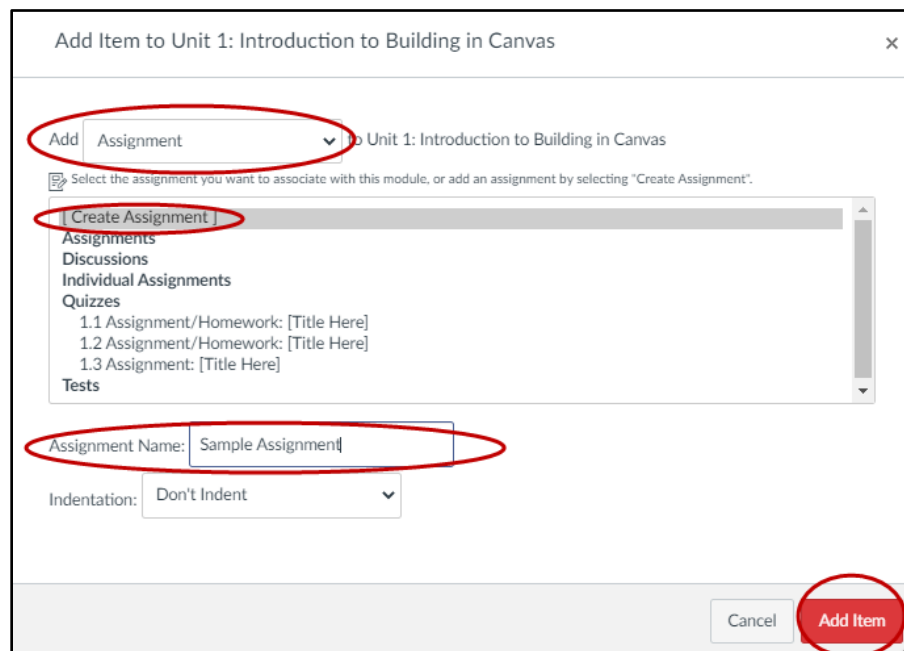 Add Item to Unit 1: Introduction to Building in Canvas ×
Add Assignment to Unit 1: Introduction to Building in Canvas
Select the assignment you want to associate with this module, or add an assignment by selecting "Create Assignment".
[ Create Assignment ]
Assignments
Discussions
Individual Assignments
Quizzes
1.1 Assignment/Homework: [Title Here]
1.2 Assignment/Homework: [Title Here]
1.3 Assignment: [Title Here]
Tests
Assignment Name: Sample Assignment
Indentation: Don't Indent
Cancel Add Item